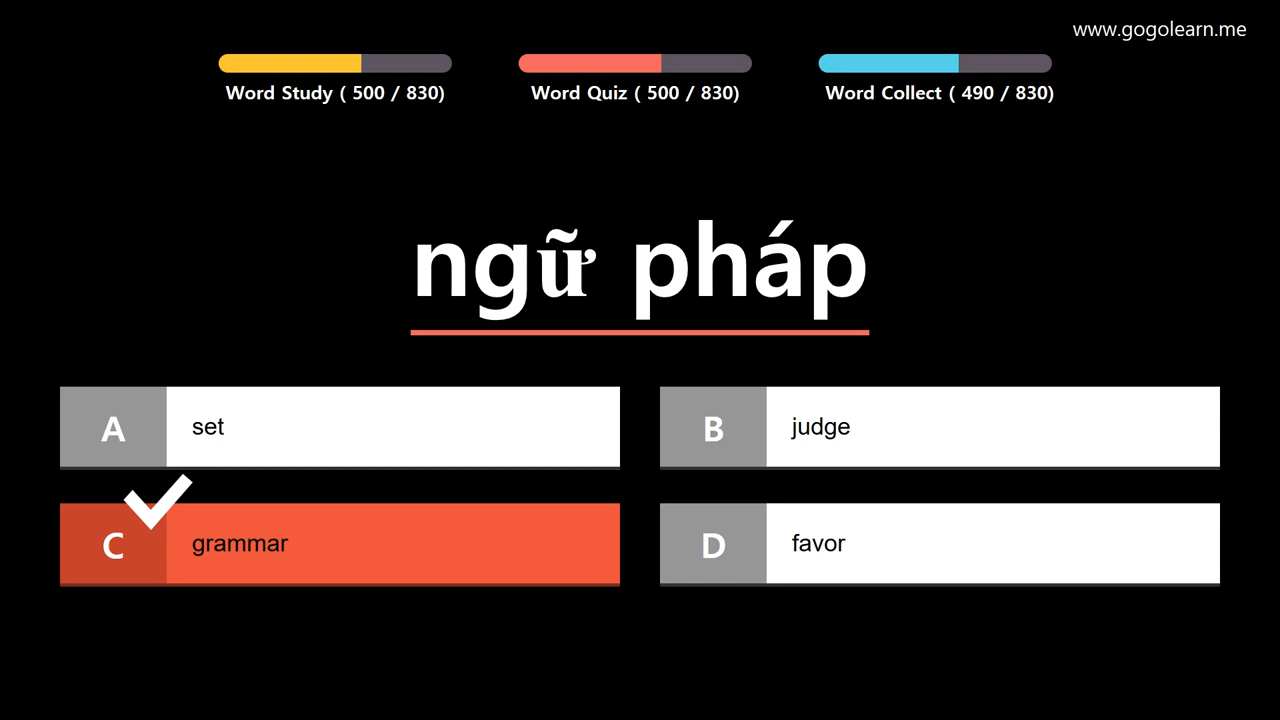 www.gogolearn.me
Word Study ( 500 / 830)
Word Quiz ( 500 / 830)
Word Collect ( 490 / 830)
ngữ pháp
A set
B judge
C grammar
D favor